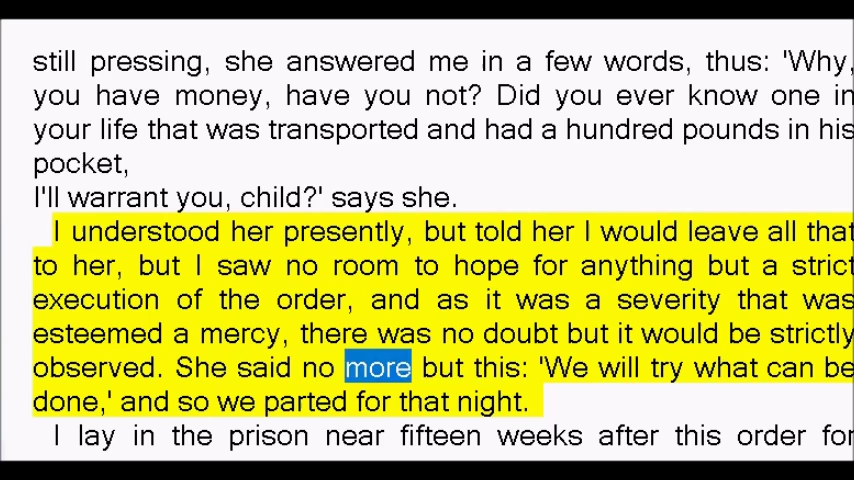 still pressing, she answered me in a few words, thus: 'Why,
you have money, have you not? Did you ever know one in
your life that was transported and had a hundred pounds in his
pocket,
I'll warrant you, child?' says she.
I understood her presently, but told her I would leave all that
to her, but I saw no room to hope for anything but a strict
execution of the order, and as it was a severity that was
esteemed a mercy, there was no doubt but it would be strictly
observed. She said no more but this: 'We will try what can be
done,' and so we parted for that night.
I lay in the prison near fifteen weeks after this order for